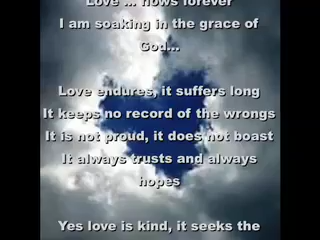 Love ... flows forever
I am soaking in the grace of
God...
Love endures, it suffers long
It keeps no record of the wrongs
It is not proud, it does not boast
It always trusts and always
hopes
Yes love is kind, it seeks the